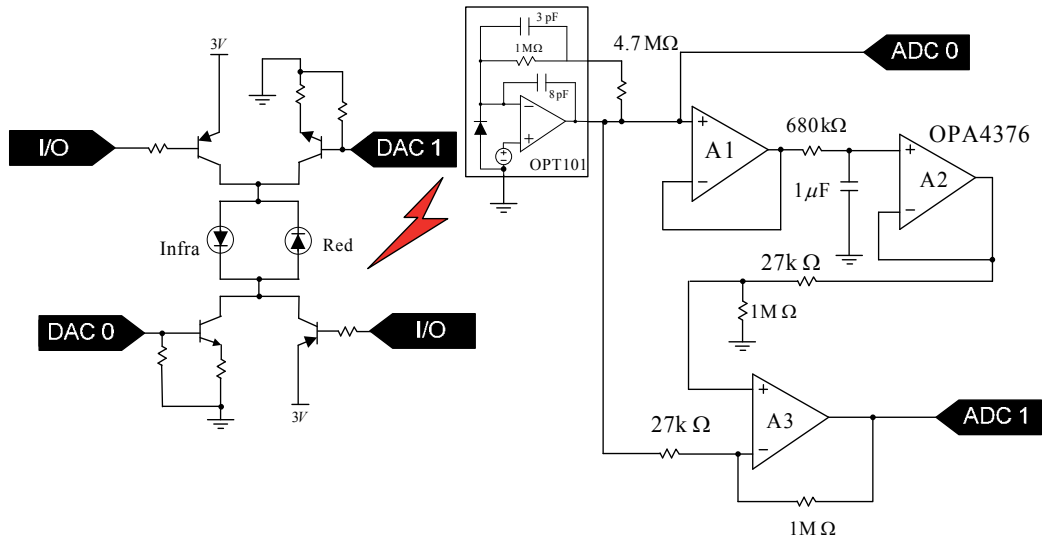 3V
I/O
DAC 1
Infra
Red
DAC 0
I/O
3V
3 pF
1MΩ
8pF
−
+
OPT101
4.7 MΩ
ADC 0
+
A1
−
680kΩ
1μF
OPA4376
+
A2
−
27k Ω
1M Ω
+
A3
−
27k Ω
1M Ω
ADC 1